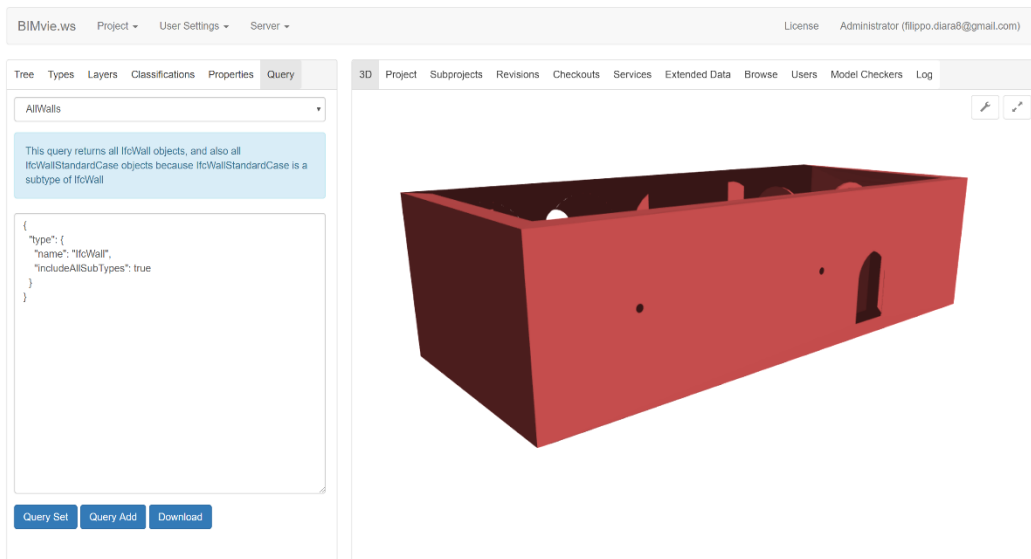 BIMvie.ws Project User Settings Server License Administrator (filippo.diara8@gmail.com)
Tree Types Layers Classifications Properties Query
3D Project Subprojects Revisions Checkouts Services Extended Data Browse Users Model Checkers Log
AllWalls
This query returns all IfcWall objects, and also all
IfcWallStandardCase objects because IfcWallStandardCase is a
subtype of IfcWall
{
"type": {
"name": "IfcWall",
"includeAllSubTypes": true
}
}
Query Set Query Add Download